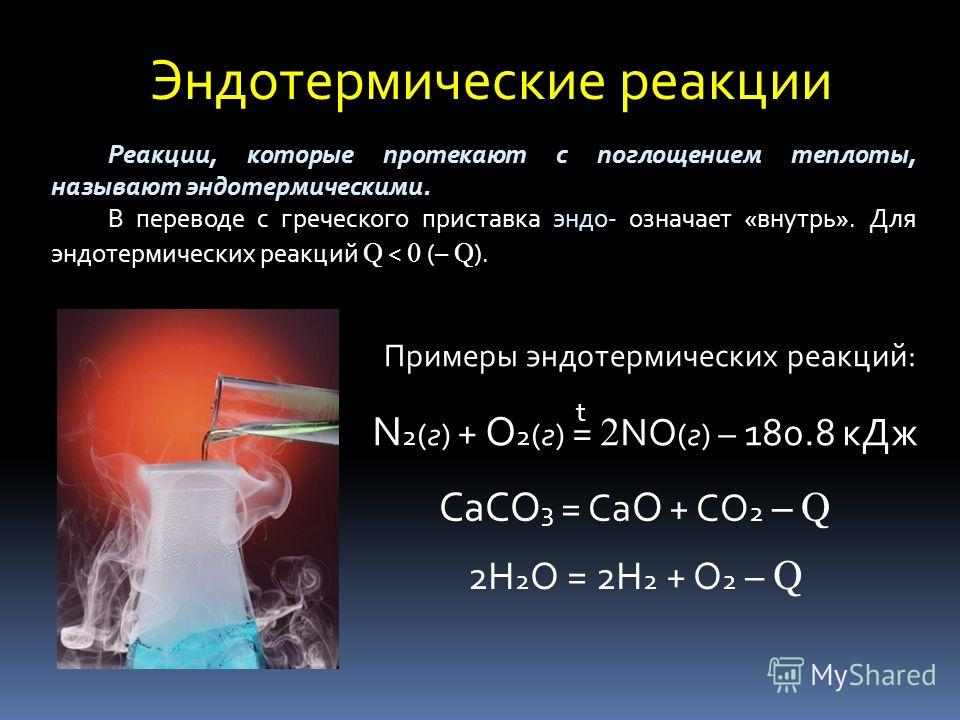 Эндотермические реакции
Реакции, которые протекают с поглощением теплоты,
называют эндотермическими.
В переводе с греческого приставка эндо- означает «внутрь». Для
эндотермических реакций Q < 0 (– Q).
Примеры эндотермических реакций:
t
N₂(г) + O₂(г) = 2NO(г) – 180.8 кДж
CaCO₃ = CaO + CO₂ – Q
2H₂O = 2H₂ + O₂ – Q
MyShared